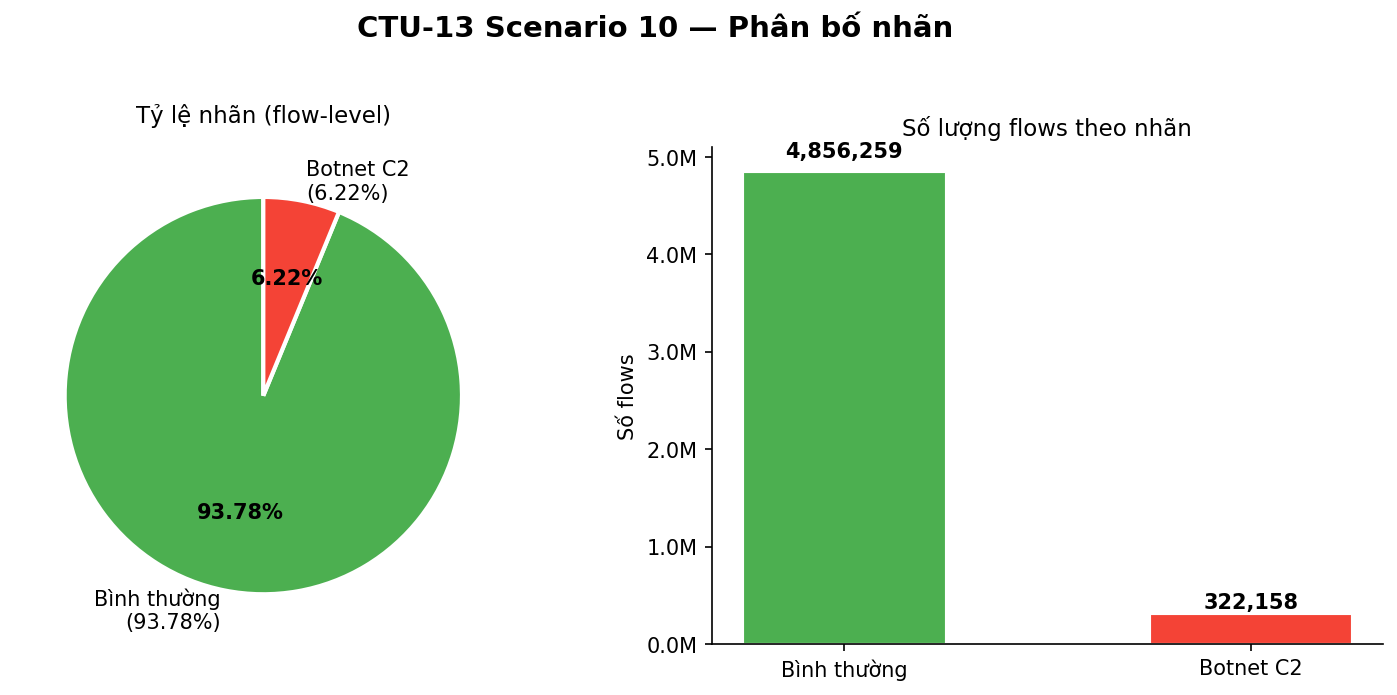 CTU-13 Scenario 10 — Phân bố nhãn
Tỷ lệ nhãn (flow-level)
Botnet C2
(6.22%)
6.22%
93.78%
Bình thường
(93.78%)
Số lượng flows theo nhãn
4,856,259
5.0M
4.0M
3.0M
2.0M
1.0M
0.0M
Số flows
322,158
Bình thường
Botnet C2